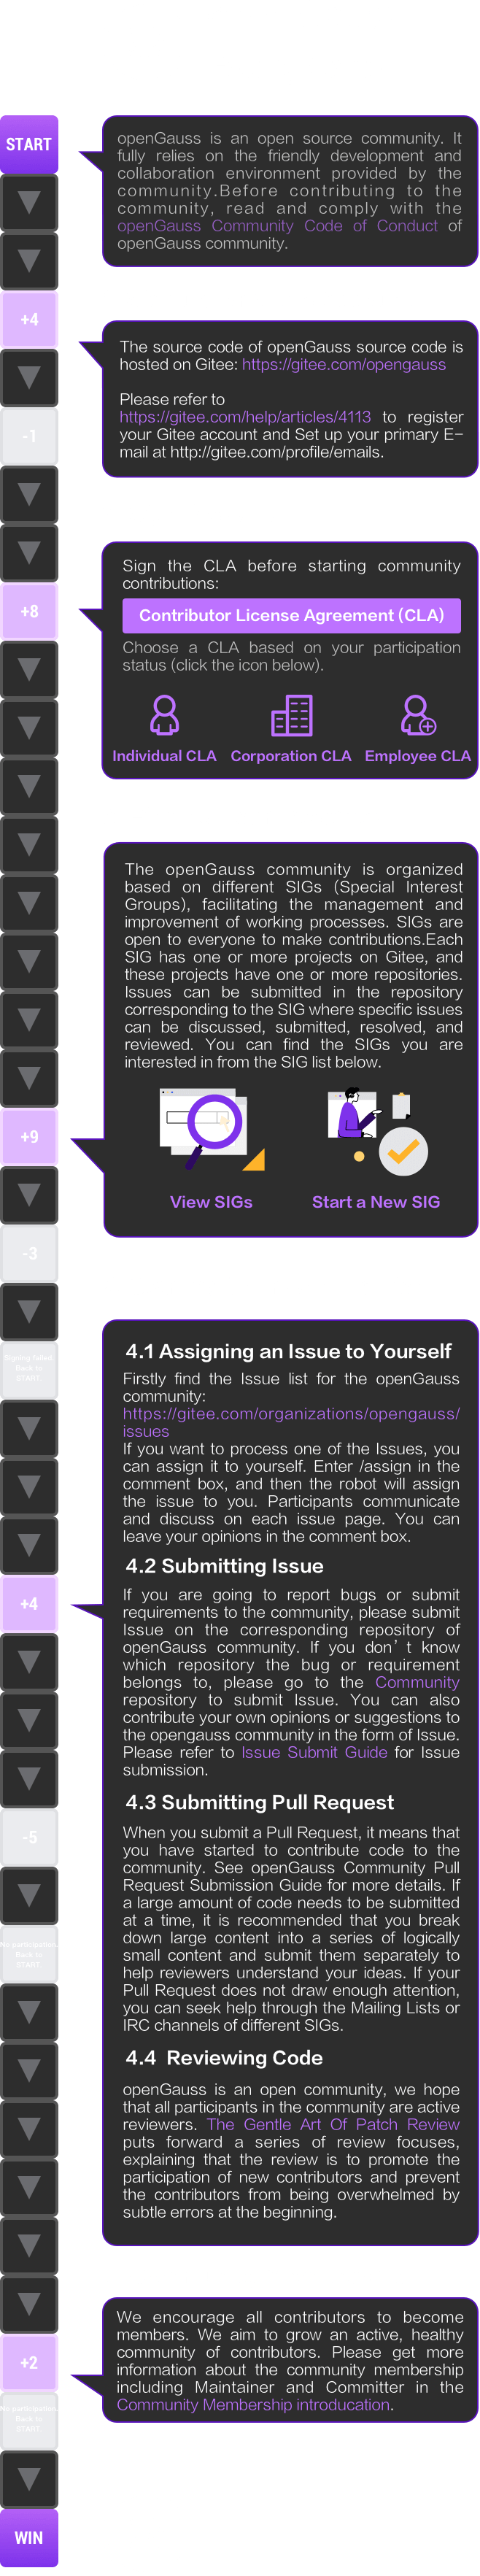 START
openGauss is an open source community. It
fully relies on the friendly development and
collaboration environment provided by the
community.Before contributing to the
community, read and comply with the
openGauss Community Code of Conduct of
openGauss community.
+4
The source code of openGauss source code is
hosted on Gitee: https://gitee.com/opengauss
Please refer to
https://gitee.com/help/articles/4113 to register
your Gitee account and Set up your primary E-
mail at http://gitee.com/profile/emails.
-1
Sign the CLA before starting community
contributions:
+8
Contributor License Agreement (CLA)
Choose a CLA based on your participation
status (click the icon below).
Individual CLA Corporation CLA Employee CLA
The openGauss community is organized
based on different SIGs (Special Interest
Groups), facilitating the management and
improvement of working processes. SIGs are
open to everyone to make contributions.Each
SIG has one or more projects on Gitee, and
these projects have one or more repositories.
Issues can be submitted in the repository
corresponding to the SIG where specific issues
can be discussed, submitted, resolved, and
reviewed. You can find the SIGs you are
interested in from the SIG list below.
+9
View SIGs Start a New SIG
-3
Signing failed.
Back to
START.
4.1 Assigning an Issue to Yourself
Firstly find the Issue list for the openGauss
community:
https://gitee.com/organizations/opengauss/
issues
If you want to process one of the Issues, you
can assign it to yourself. Enter /assign in the
comment box, and then the robot will assign
the issue to you. Participants communicate
and discuss on each issue page. You can
leave your opinions in the comment box.
4.2 Submitting Issue
+4
If you are going to report bugs or submit
requirements to the community, please submit
Issue on the corresponding repository of
openGauss community. If you don’t know
which repository the bug or requirement
belongs to, please go to the Community
repository to submit Issue. You can also
contribute your own opinions or suggestions to
the opengauss community in the form of Issue.
Please refer to Issue Submit Guide for Issue
submission.
4.3 Submitting Pull Request
-5
When you submit a Pull Request, it means that
you have started to contribute code to the
community. See openGauss Community Pull
Request Submission Guide for more details. If
a large amount of code needs to be submitted
at a time, it is recommended that you break
down large content into a series of logically
small content and submit them separately to
help reviewers understand your ideas. If your
Pull Request does not draw enough attention,
you can seek help through the Mailing Lists or
IRC channels of different SIGs.
No participation.
Back to
START.
4.4 Reviewing Code
openGauss is an open community, we hope
that all participants in the community are active
reviewers. The Gentle Art Of Patch Review
puts forward a series of review focuses,
explaining that the review is to promote the
participation of new contributors and prevent
the contributors from being overwhelmed by
subtle errors at the beginning.
We encourage all contributors to become
members. We aim to grow an active, healthy
community of contributors. Please get more
information about the community membership
including Maintainer and Committer in the
Community Membership introducation.
+2
No participation.
Back to
START.
WIN